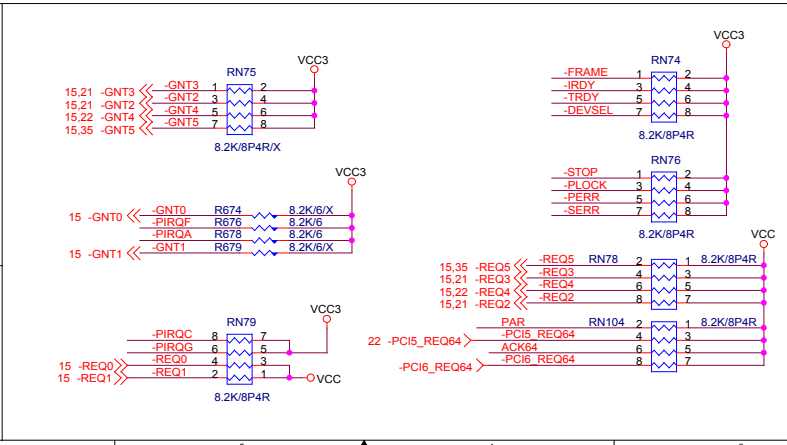 VCC3
RN75
15,21 -GNT3 -GNT3 1 2
15,21 -GNT2 -GNT2 3 4
15,22 -GNT4 -GNT4 5 6
15,35 -GNT5 -GNT5 7 8
8.2K/8P4R/X
VCC3
15 -GNT0 -GNT0 R674 8.2K/6/X
-PIRQF R676 8.2K/6
-PIRQA R678 8.2K/6
15 -GNT1 -GNT1 R679 8.2K/6/X
VCC3
RN79
-PIRQC 8 7
-PIRQG 6 5
15 -REQ0 -REQ0 4 3
15 -REQ1 -REQ1 2 1 VCC
8.2K/8P4R
VCC3
RN74
-FRAME 1 2
-IRDY 3 4
-TRDY 5 6
-DEVSEL 7 8
8.2K/8P4R
RN76
-STOP 1 2
-PLOCK 3 4
-PERR 5 6
-SERR 7 8
8.2K/8P4R
VCC
15,35 -REQ5 -REQ5 RN78 2 1 8.2K/8P4R
15,21 -REQ3 -REQ3 4 3
15,22 -REQ4 -REQ4 6 5
15,21 -REQ2 -REQ2 8 7
PAR RN104 2 1 8.2K/8P4R
22 -PCI5_REQ64 -PCI5_REQ64 4 3
ACK64 6 5
-PCI6_REQ64 -PCI6_REQ64 8 7